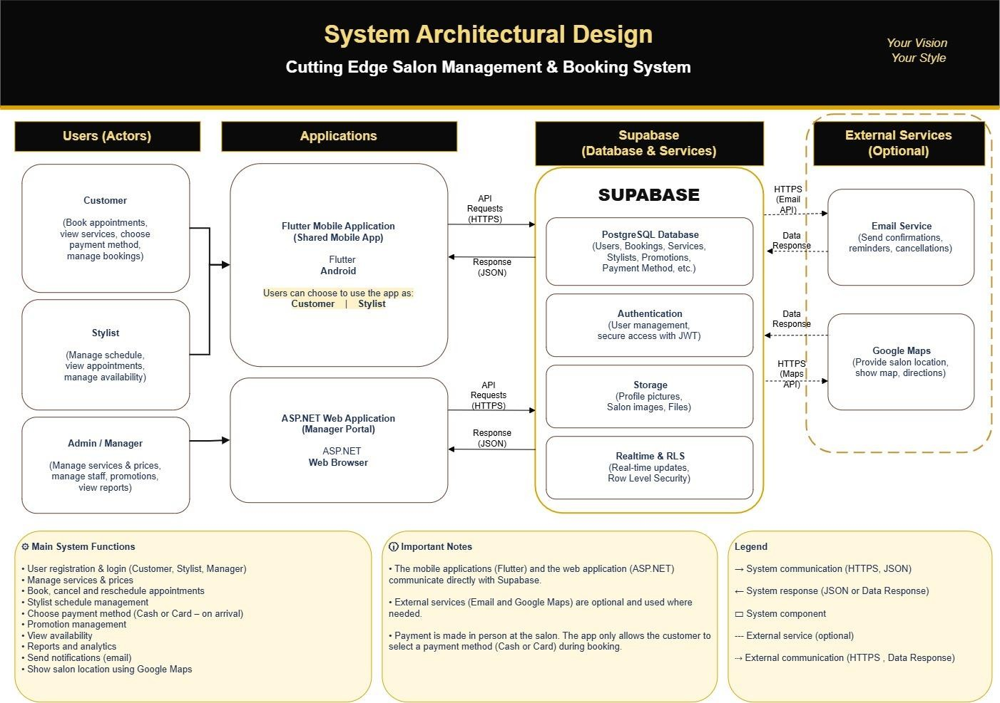 System Architectural Design
Cutting Edge Salon Management & Booking System
Your Vision
Your Style
Users (Actors)
Applications
Supabase
(Database & Services)
External Services
(Optional)
Customer
(Book appointments,
view services, choose
payment method,
manage bookings)
Stylist
(Manage schedule,
view appointments,
manage availability)
Admin / Manager
(Manage services & prices,
manage staff, promotions,
view reports)
Flutter Mobile Application
(Shared Mobile App)
Flutter
Android
Users can choose to use the app as:
Customer | Stylist
ASP.NET Web Application
(Manager Portal)
ASP.NET
Web Browser
API
Requests
(HTTPS)
Response
(JSON)
API
Requests
(HTTPS)
Response
(JSON)
SUPABASE
PostgreSQL Database
(Users, Bookings, Services,
Stylists, Promotions,
Payment Method, etc.)
Authentication
(User management,
secure access with JWT)
Storage
(Profile pictures,
Salon images, Files)
Realtime & RLS
(Real-time updates,
Row Level Security)
HTTPS
(Email
API)
Data
Response
Data
Response
HTTPS
(Maps
API)
Email Service
(Send confirmations,
reminders, cancellations)
Google Maps
(Provide salon location,
show map, directions)
⚙ Main System Functions
• User registration & login (Customer, Stylist, Manager)
• Manage services & prices
• Book, cancel and reschedule appointments
• Stylist schedule management
• Choose payment method (Cash or Card – on arrival)
• Promotion management
• View availability
• Reports and analytics
• Send notifications (email)
• Show salon location using Google Maps
ⓘ Important Notes
• The mobile applications (Flutter) and the web application (ASP.NET)
communicate directly with Supabase.
• External services (Email and Google Maps) are optional and used where
needed.
• Payment is made in person at the salon. The app only allows the customer to
select a payment method (Cash or Card) during booking.
Legend
→ System communication (HTTPS, JSON)
← System response (JSON or Data Response)
▭ System component
--- External service (optional)
⇢ External communication (HTTPS , Data Response)